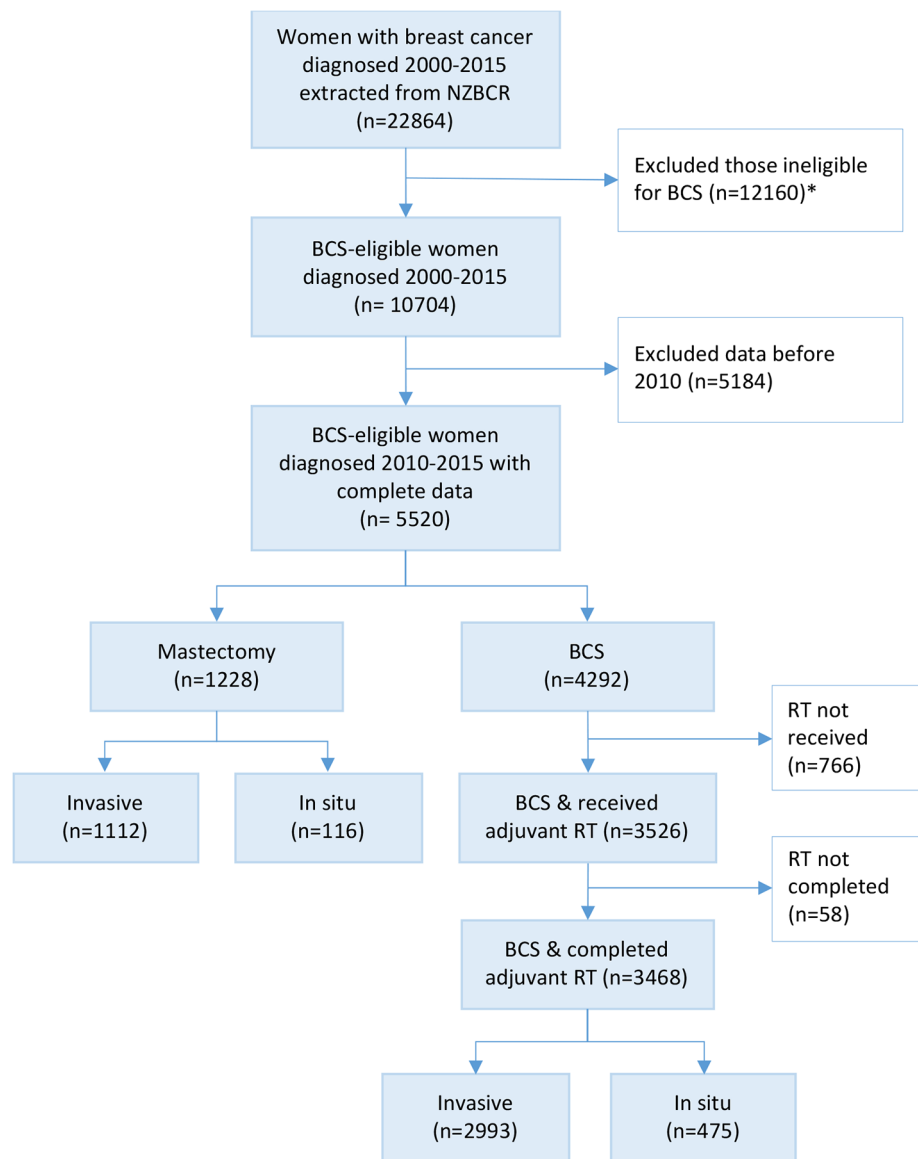 Women with breast cancer
diagnosed 2000-2015
extracted from NZBCR
(n=22864)
Excluded those ineligible
for BCS (n=12160)*
BCS-eligible women
diagnosed 2000-2015
(n= 10704)
Excluded data before
2010 (n=5184)
BCS-eligible women
diagnosed 2010-2015 with
complete data
(n= 5520)
Mastectomy
(n=1228)
BCS
(n=4292)
RT not
received
(n=766)
Invasive
(n=1112)
In situ
(n=116)
BCS & received
adjuvant RT (n=3526)
RT not
completed
(n=58)
BCS & completed
adjuvant RT (n=3468)
Invasive
(n=2993)
In situ
(n=475)